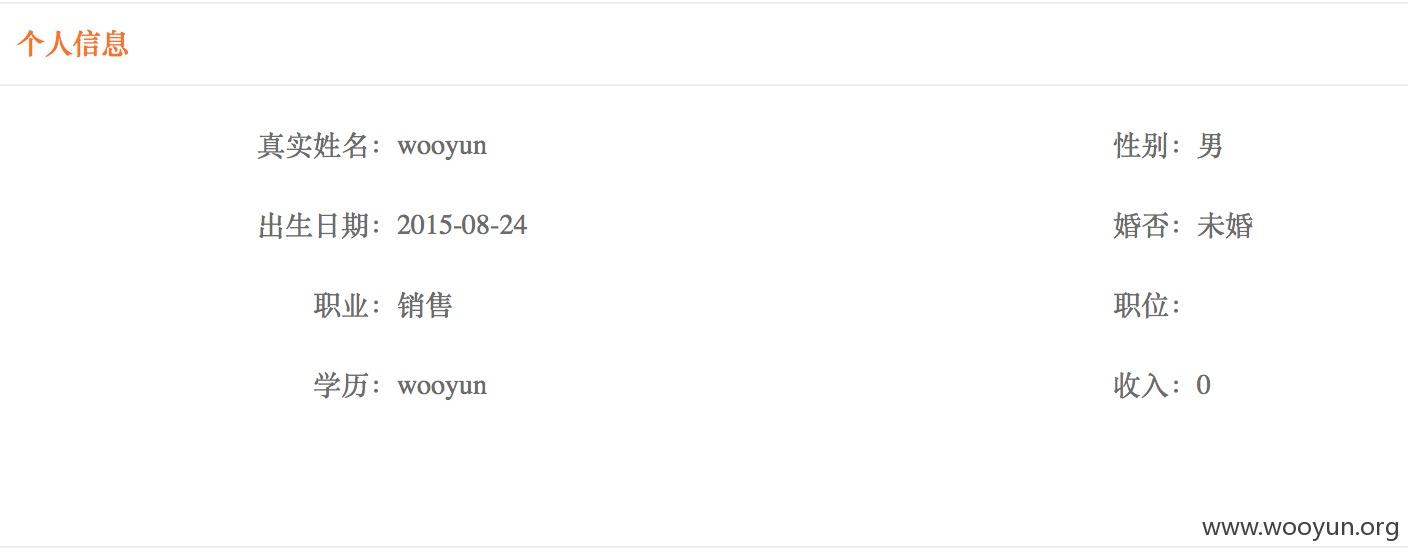 个人信息
真实姓名：wooyun 性别：男
出生日期：2015-08-24 婚否：未婚
职业：销售 职位：
学历：wooyun 收入：0
www.wooyun.org